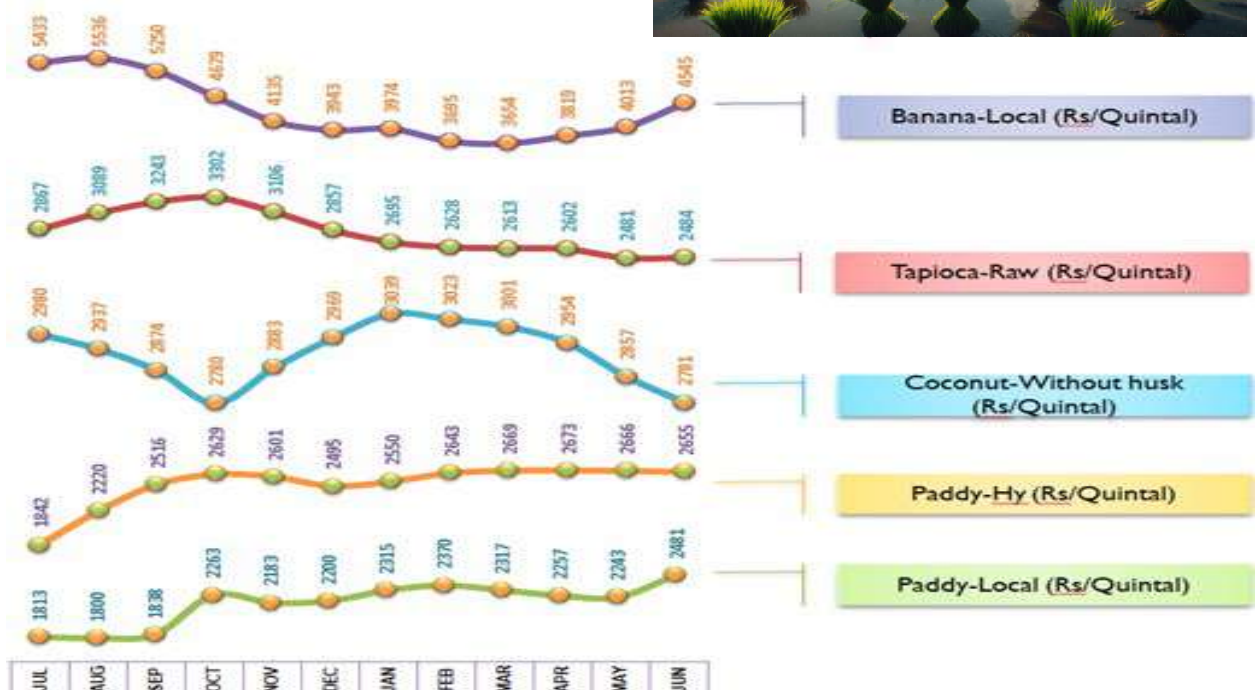 5433 5536 5250 4679 4135 3943 3974 3695 3654 3819 4013 4545
Banana-Local (Rs/Quintal)
2867 3089 3243 3302 3106 2857 2695 2628 2613 2602 2481 2484
Tapioca-Raw (Rs/Quintal)
2980 2937 2874 2780 2883 2969 3039 3023 3001 2954 2857 2781
Coconut-Without husk
(Rs/Quintal)
1842 2220 2516 2629 2601 2495 2550 2643 2669 2673 2666 2655
Paddy-Hy (Rs/Quintal)
1813 1800 1838 2263 2183 2200 2315 2370 2317 2257 2243 2481
Paddy-Local (Rs/Quintal)
JUL AUG SEP OCT NOV DEC JAN FEB MAR APR MAY JUN